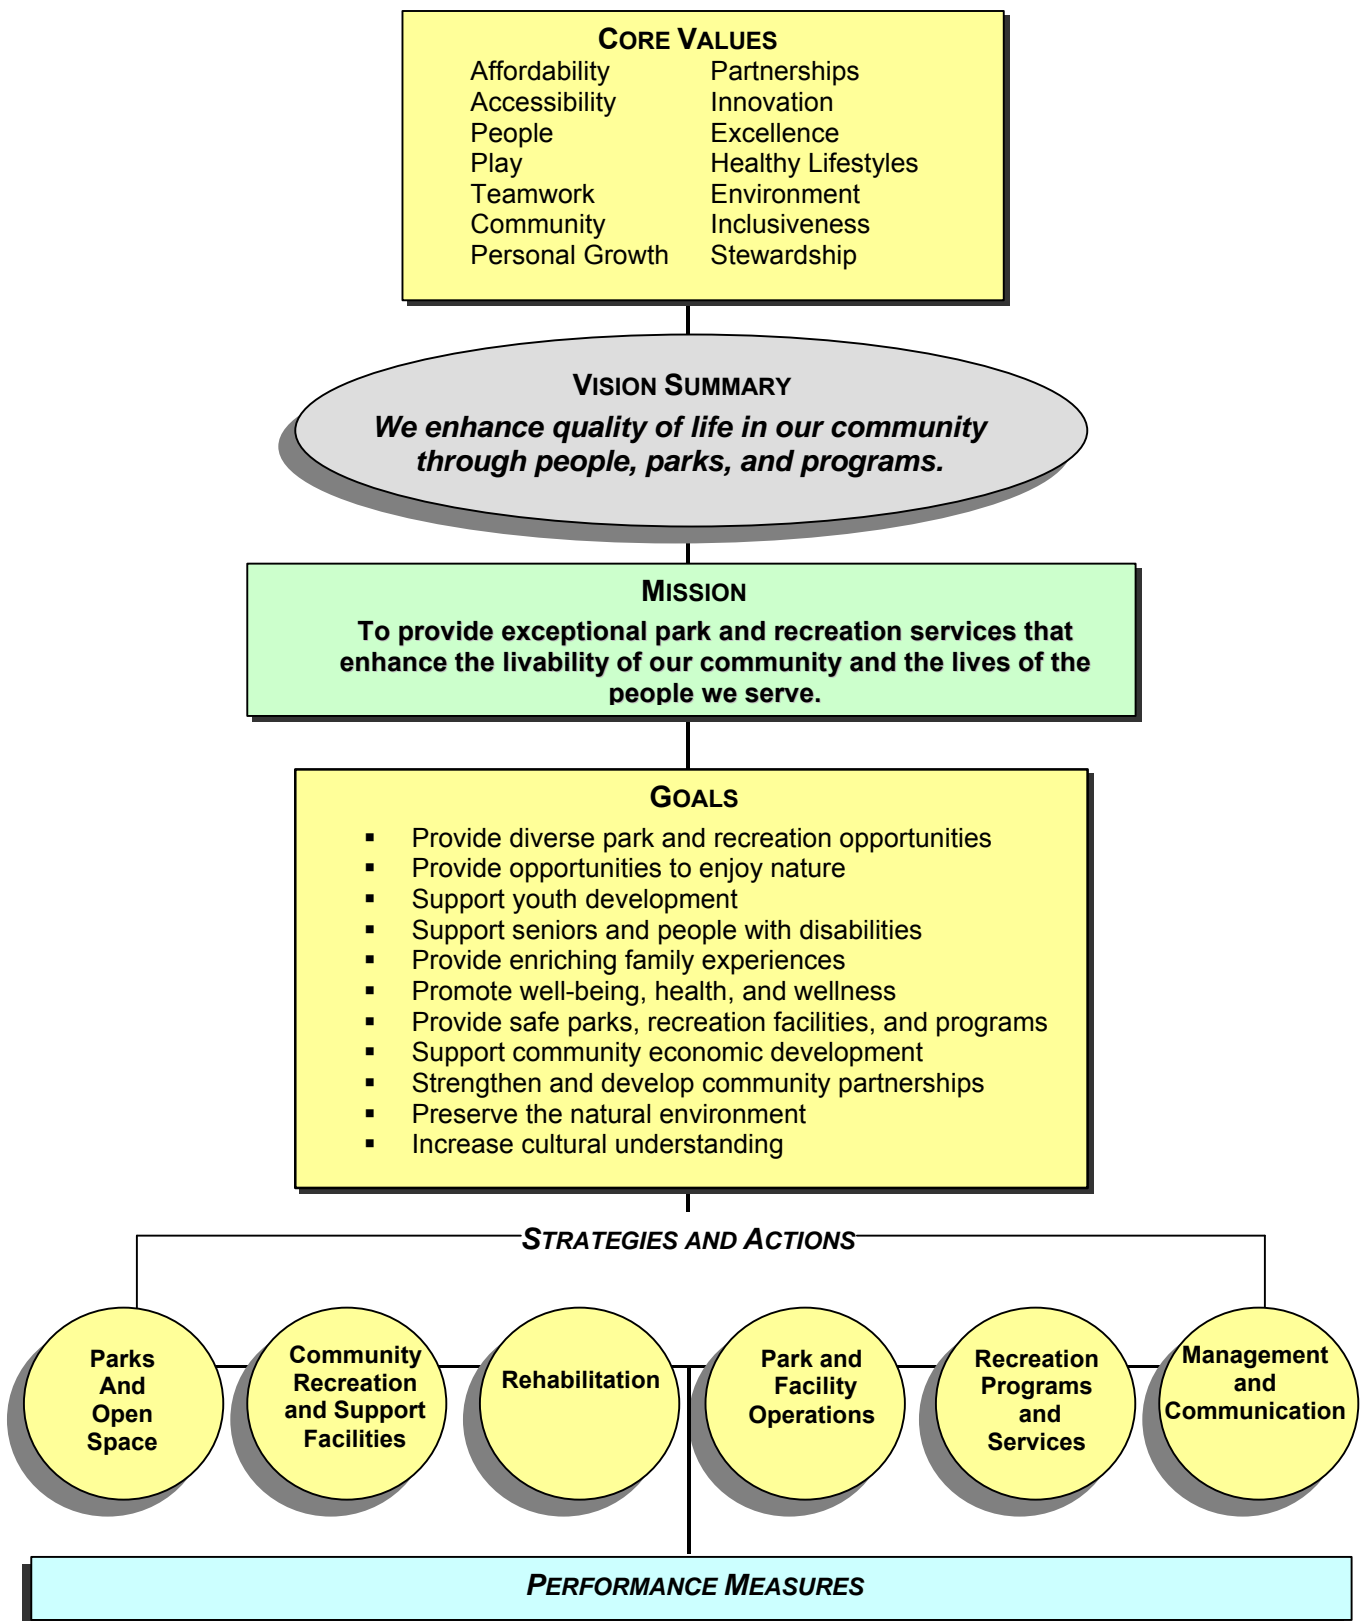 CORE VALUES
Affordability
Accessibility
People
Play
Teamwork
Community
Personal Growth
Partnerships
Innovation
Excellence
Healthy Lifestyles
Environment
Inclusiveness
Stewardship
VISION SUMMARY
We enhance quality of life in our community
through people, parks, and programs.
MISSION
To provide exceptional park and recreation services that
enhance the livability of our community and the lives of the
people we serve.
GOALS
▪ Provide diverse park and recreation opportunities
▪ Provide opportunities to enjoy nature
▪ Support youth development
▪ Support seniors and people with disabilities
▪ Provide enriching family experiences
▪ Promote well-being, health, and wellness
▪ Provide safe parks, recreation facilities, and programs
▪ Support community economic development
▪ Strengthen and develop community partnerships
▪ Preserve the natural environment
▪ Increase cultural understanding
STRATEGIES AND ACTIONS
Parks
And
Open
Space
Community
Recreation
and Support
Facilities
Rehabilitation
Park and
Facility
Operations
Recreation
Programs
and
Services
Management
and
Communication
PERFORMANCE MEASURES